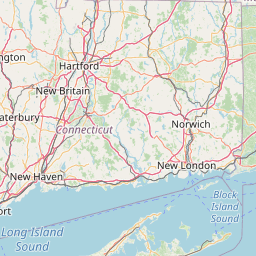 ngton
Hartford
New Britain
aterbury
Connecticut
Norwich
New London
New Haven
Block
Island
Sound
ort
Long Island
Sound